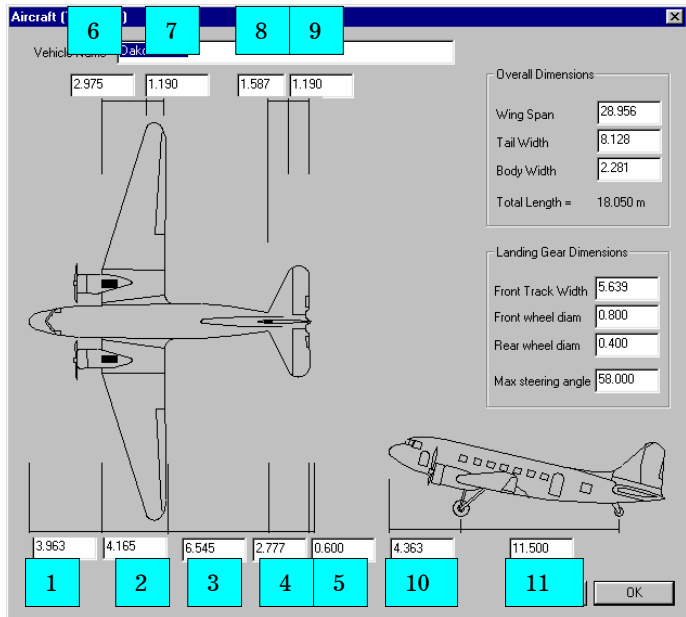 Aircraft (
6 7 8 9
Vehicle Name
2.975 1.190 1.587 1.190
Overall Dimensions
Wing Span 28.956
Tail Width 8.128
Body Width 2.281
Total Length = 18.050 m
Landing Gear Dimensions
Front Track Width 5.639
Front wheel diam 0.800
Rear wheel diam 0.400
Max steering angle 58.000
3.963 4.165 6.545 2.777 0.600 4.363 11.500
1 2 3 4 5 10 11
OK